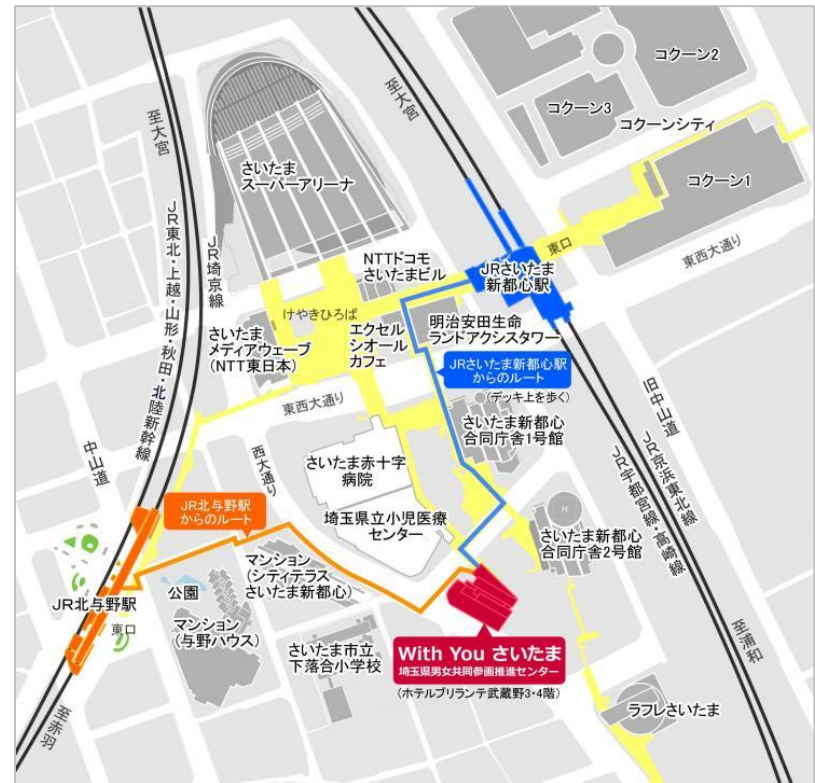 至大宮
至大宮
コクーン2
コクーン3
コクーンシティ
コクーン1
さいたま
スーパーアリーナ
JR東北・上越・山形・秋田・北陸新幹線
JR埼京線
NTTドコモ
さいたまビル
JRさいたま
新都心駅
東口
東西大通り
けやきひろば
さいたま
メディアウェーブ
(NTT東日本)
エクセル
シオール
カフェ
明治安田生命
ランドアクシスタワー
JRさいたま新都心駅
からのルート
(デッキ上を歩く)
東西大通り
さいたま新都心
合同庁舎1号館
旧中山道
JR京浜東北線
JR宇都宮線・高崎線
中山道
西大通り
さいたま赤十字
病院
埼玉県立小児医療
センター
JR北与野駅
からのルート
H
さいたま新都心
合同庁舎2号館
マンション
(シティテラス
さいたま新都心)
公園
JR北与野駅
東口
マンション
(与野ハウス)
さいたま市立
下落合小学校
With You さいたま
埼玉県男女共同参画推進センター
(ホテルブリランテ武蔵野3・4階)
至浦和
ラフレさいたま
至赤羽